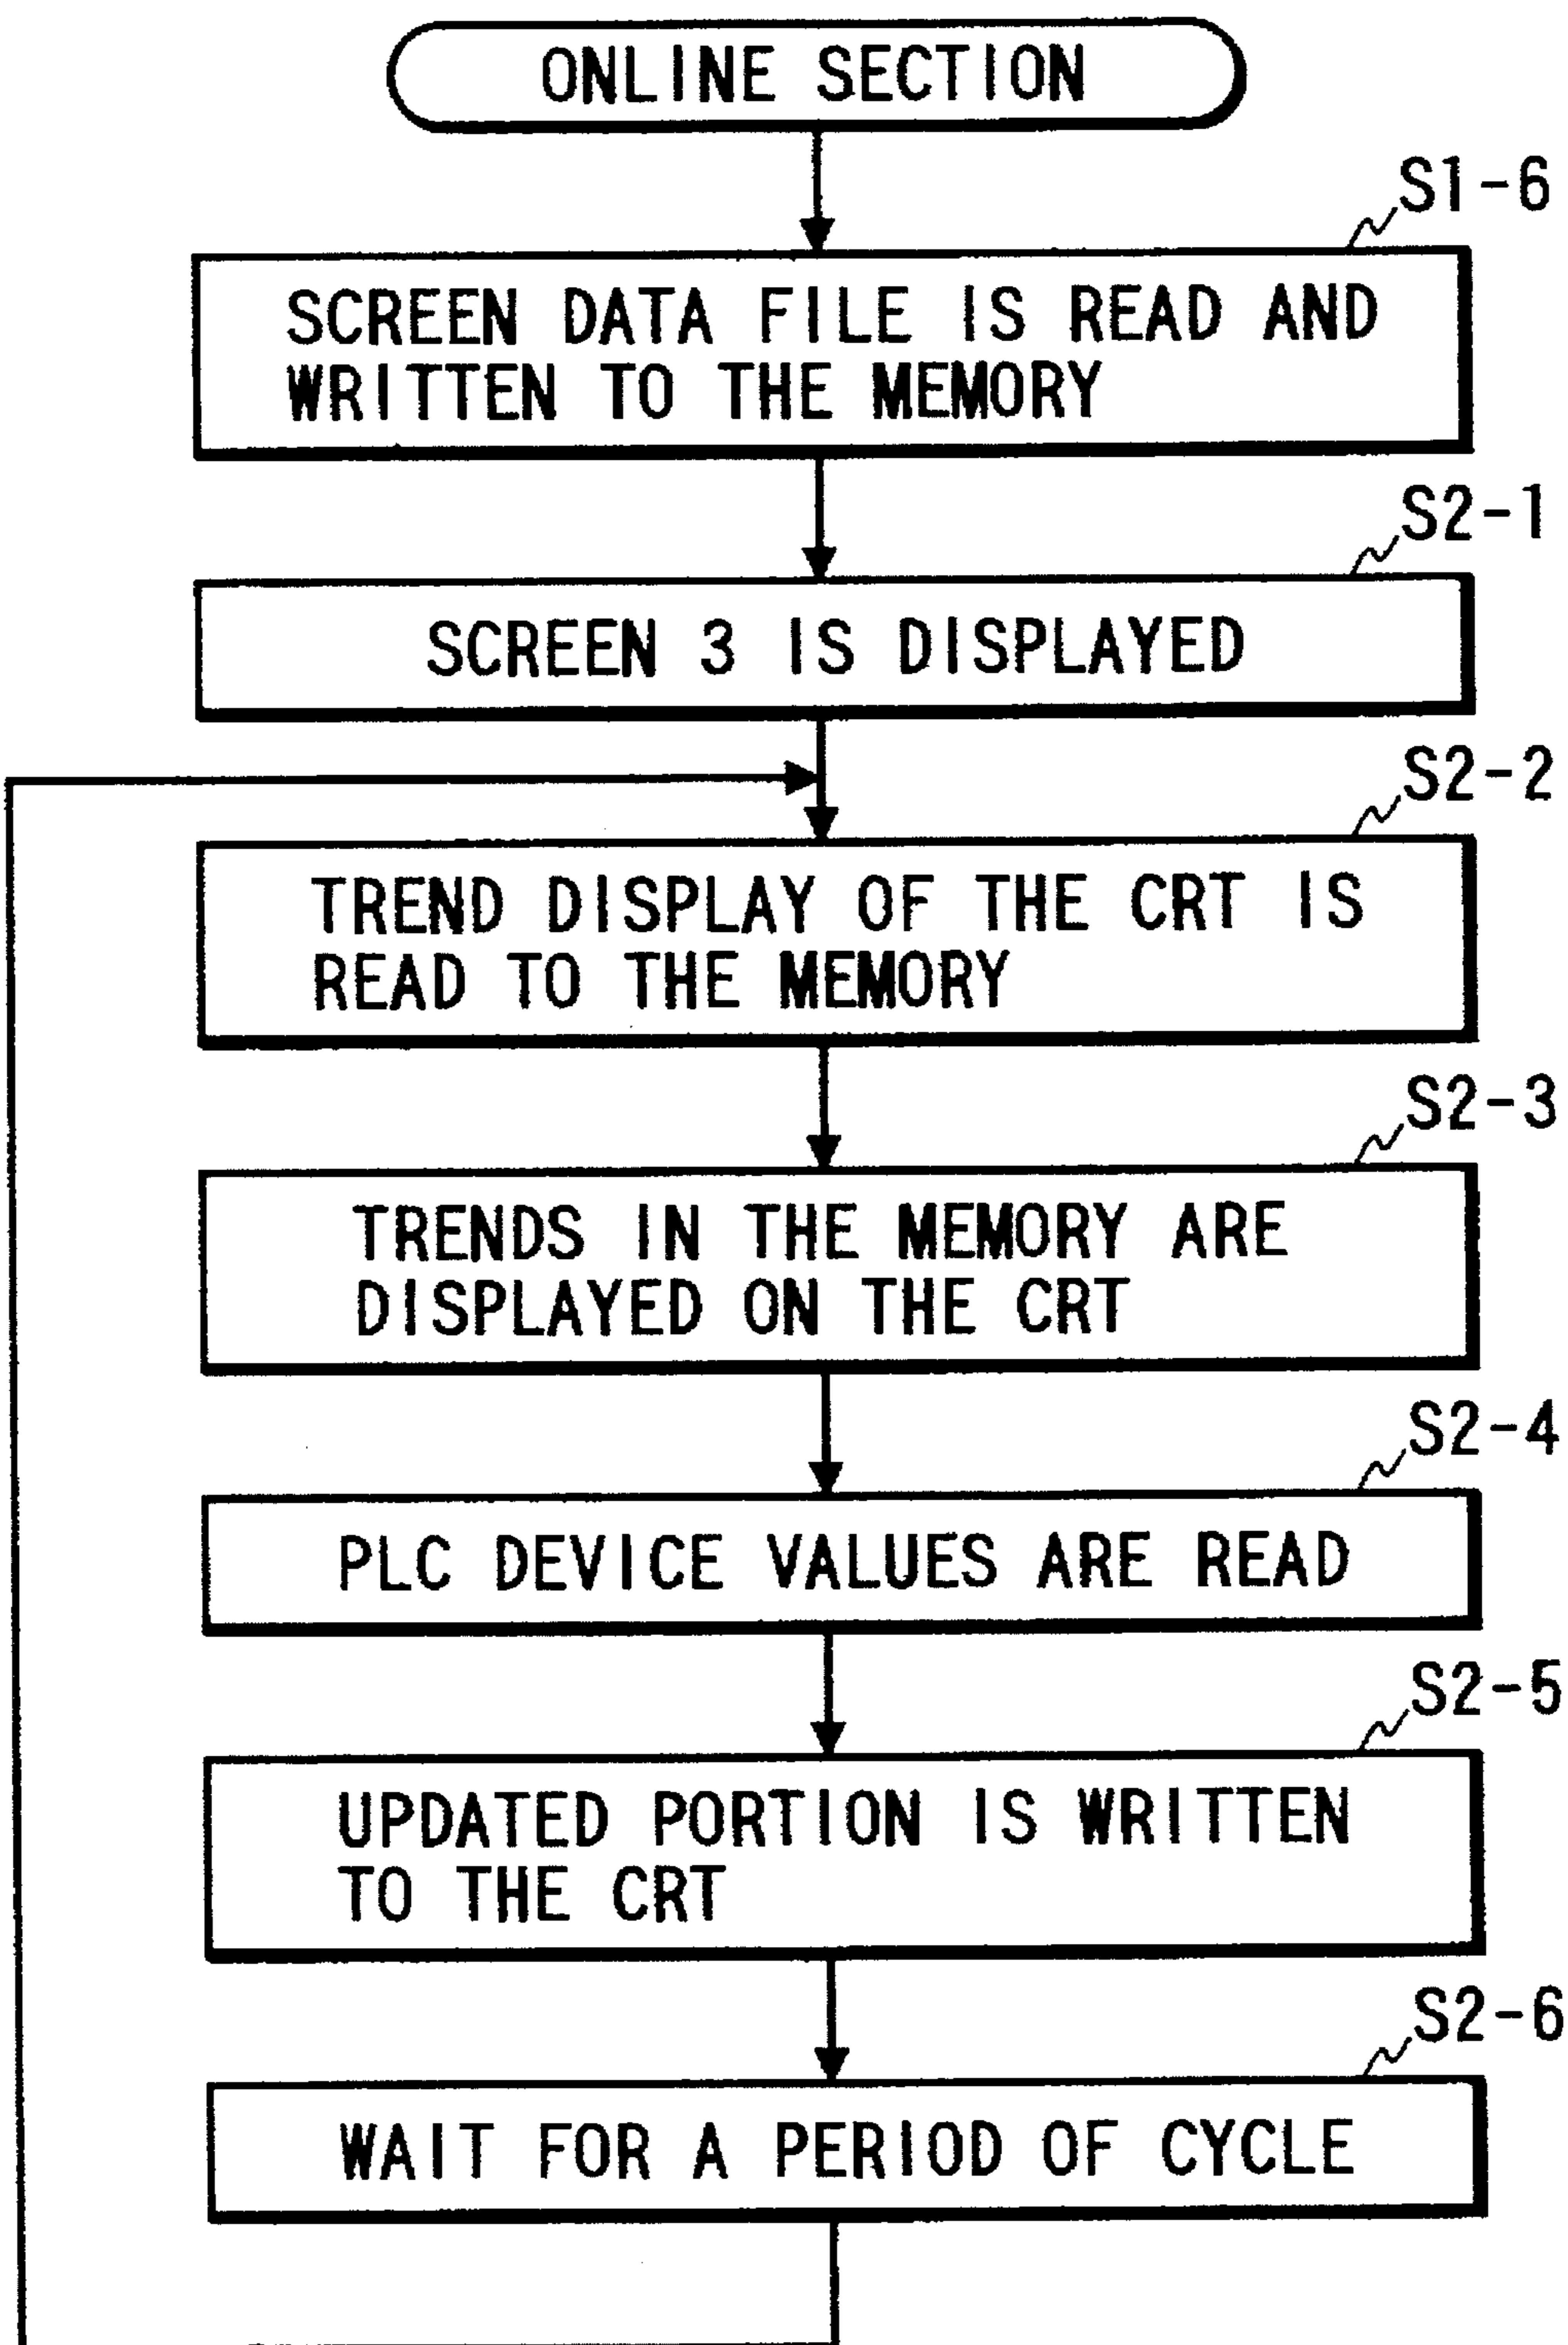 ONLINE SECTION
S1-6
SCREEN DATA FILE IS READ AND
WRITTEN TO THE MEMORY
S2-1
SCREEN 3 IS DISPLAYED
S2-2
TREND DISPLAY OF THE CRT IS
READ TO THE MEMORY
S2-3
TRENDS IN THE MEMORY ARE
DISPLAYED ON THE CRT
S2-4
PLC DEVICE VALUES ARE READ
S2-5
UPDATED PORTION IS WRITTEN
TO THE CRT
S2-6
WAIT FOR A PERIOD OF CYCLE